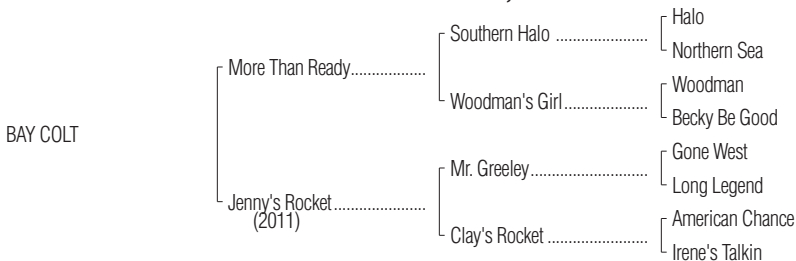 Halo
Southern Halo ....................
Northern Sea
More Than Ready..................
Woodman
Woodman's Girl..................
Becky Be Good
BAY COLT
Gone West
Mr. Greeley.........................
Long Legend
Jenny's Rocket....................
(2011)
American Chance
Clay's Rocket ......................
Irene's Talkin